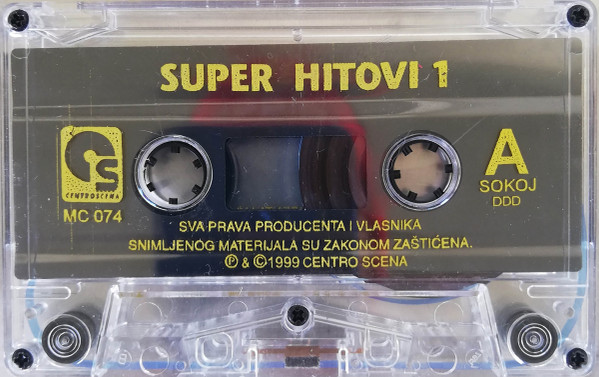 SUPER HITOVI 1
CENTROSCENA
MC 074
A
SOKOJ
DDD
SVA PRAVA PRODUCENTA I VLASNIKA
SNIMLJENOG MATERIJALA SU ZAKONOM ZAŠTIĆENA.
℗ & ©1999 CENTRO SCENA